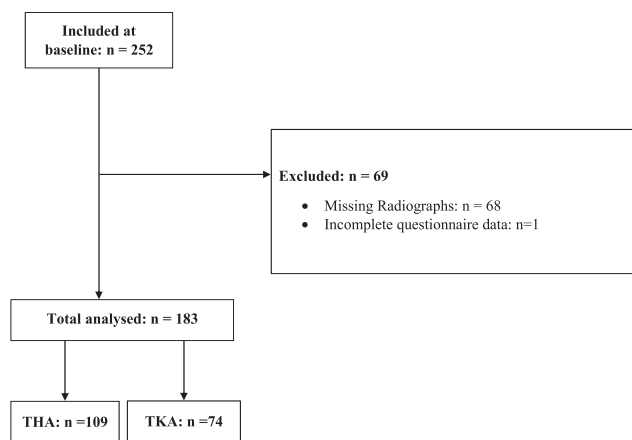 Included at
baseline: n = 252
Excluded: n = 69
• Missing Radiographs: n = 68
• Incomplete questionnaire data: n=1
Total analysed: n = 183
THA: n =109
TKA: n =74